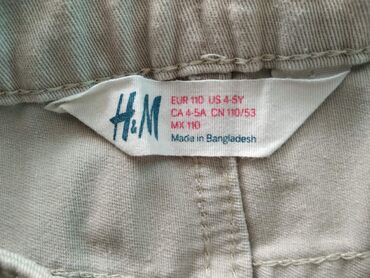 H&M
EUR 110 US 4-5Y
CA 4-5A CN 110/53
MX 110
Made in Bangladesh